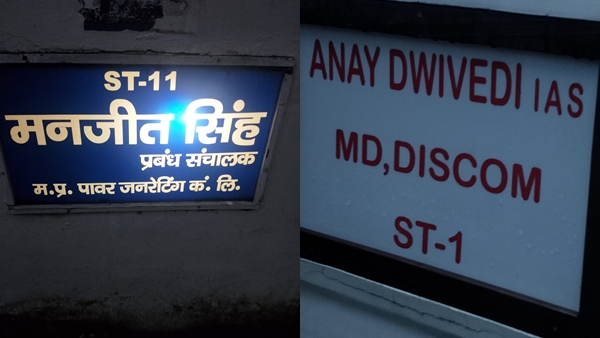 ST-11
मनजीत सिंह
प्रबंध संचालक
म.प्र. पावर जनरेटिंग कं. लि.
ANAY DWIVEDI IAS
MD,DISCOM
ST-1